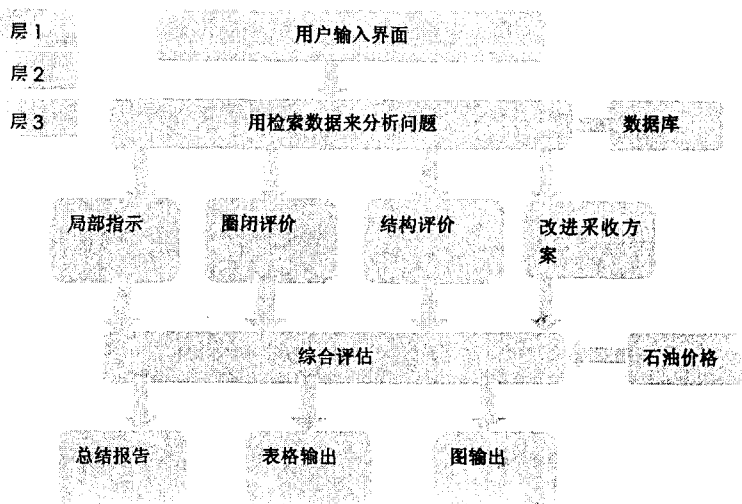 层1
用户输入界面
层2
层3
用检索数据来分析问题
数据库
局部指示
圈闭评价
结构评价
改进采收方
案
综合评估
石油价格
总结报告
表格输出
图输出